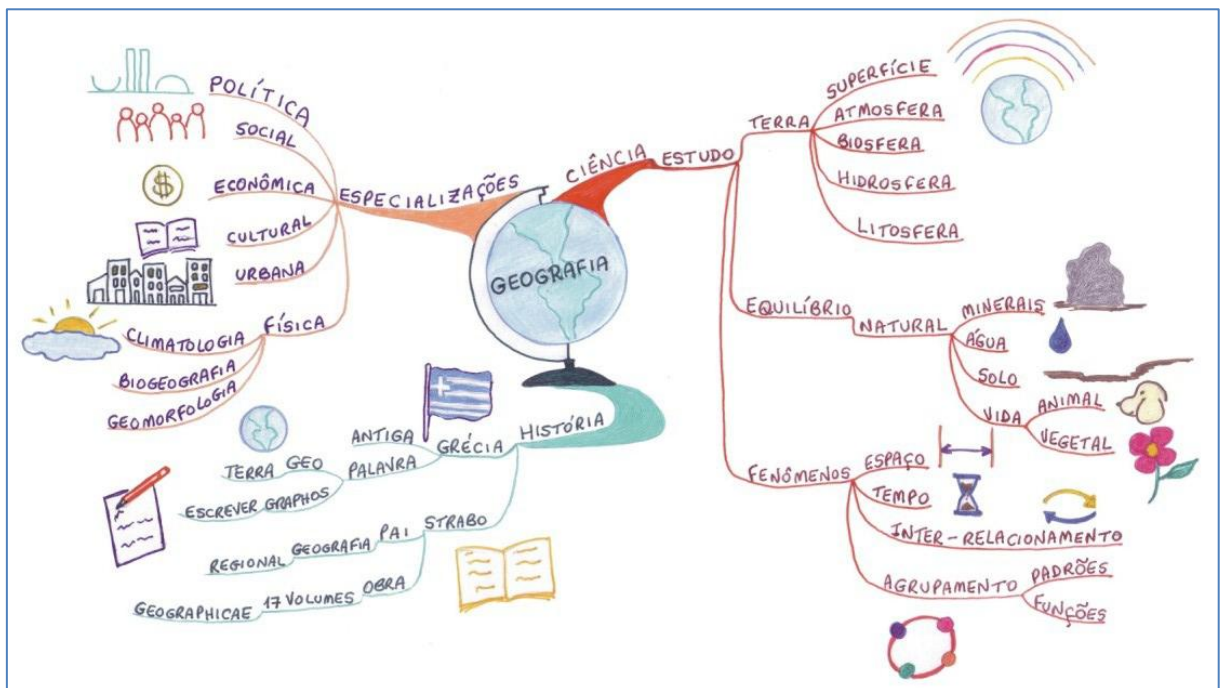 GEOGRAFIA
CIÊNCIA
ESTUDO
TERRA
SUPERFÍCIE
ATMOSFERA
BIOSFERA
HIDROSFERA
LITOSFERA
EQUILÍBRIO
NATURAL
MINERAIS
ÁGUA
SOLO
VIDA
ANIMAL
VEGETAL
FENÔMENOS
ESPAÇO
TEMPO
INTER-RELACIONAMENTO
AGRUPAMENTO
PADRÕES
FUNÇÕES
HISTÓRIA
GRÉCIA
ANTIGA
PALAVRA
GEO
TERRA
GRAPHOS
ESCREVER
STRABO
PAI
GEOGRAFIA
REGIONAL
OBRA
17 VOLUMES
GEOGRAPHICAE
ESPECIALIZAÇÕES
POLÍTICA
SOCIAL
ECONÔMICA
$
CULTURAL
URBANA
FÍSICA
CLIMATOLOGIA
BIOGEOGRAFIA
GEOMORFOLOGIA